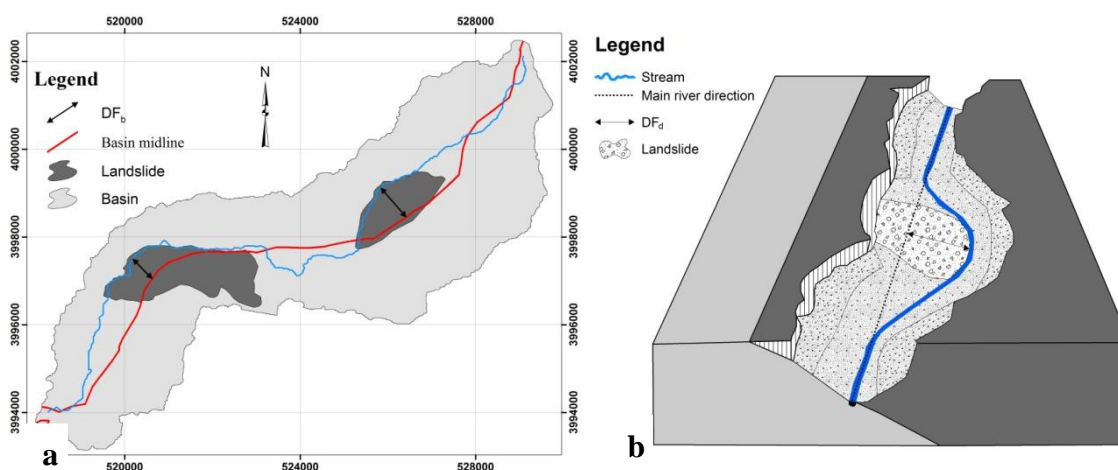 520000 524000 528000
Legend
DFb
Basin midline
Landslide
Basin
N
4002000
4000000
3998000
3996000
3994000
4002000
4000000
3998000
3996000
3994000
520000 524000 528000
a
Legend
Stream
Main river direction
DFd
Landslide
b